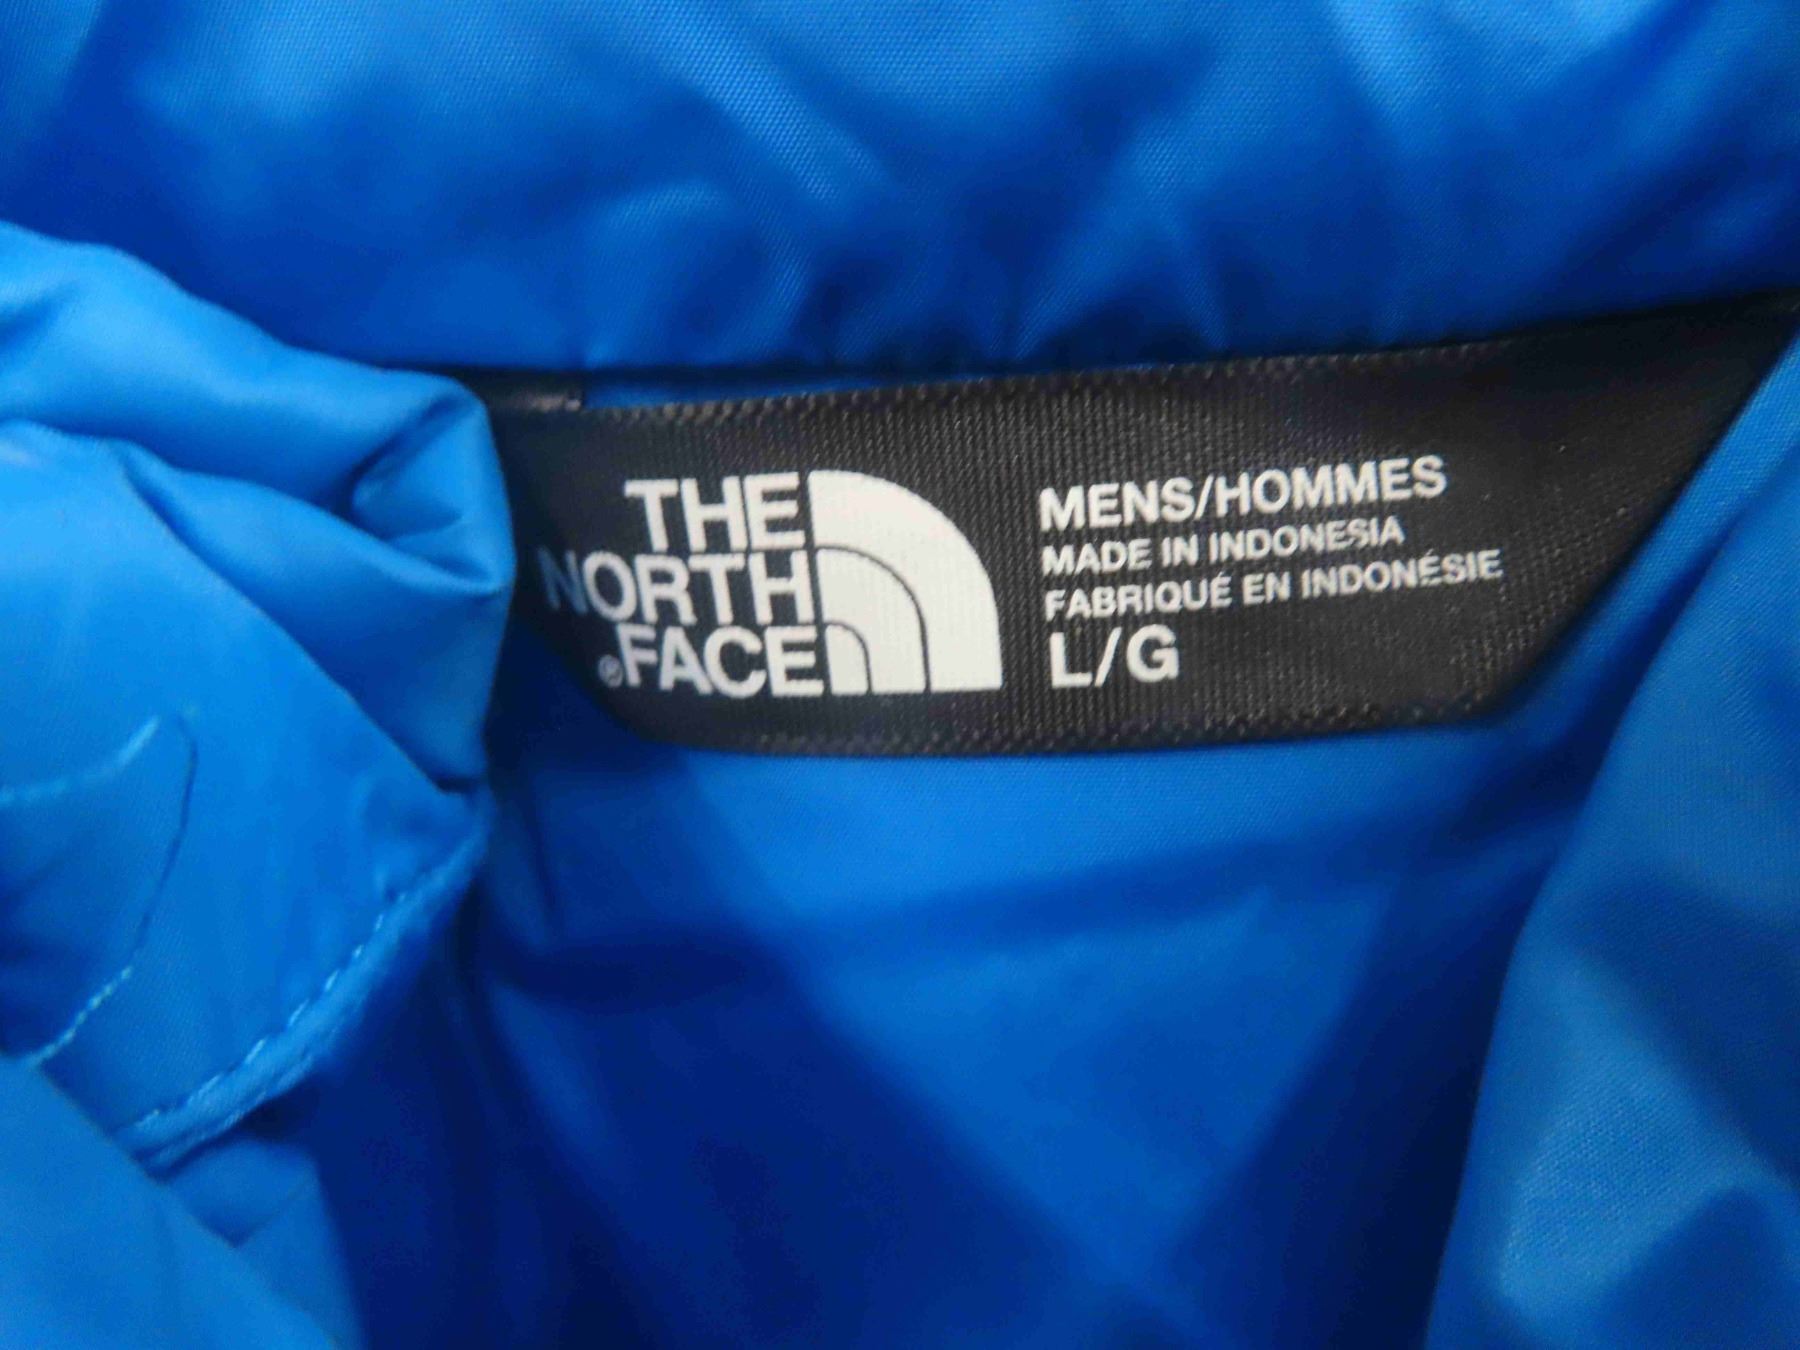 THE
NORTH
®FACE
MENS/HOMMES
MADE IN INDONESIA
FABRIQUÉ EN INDONÉSIE
L/G